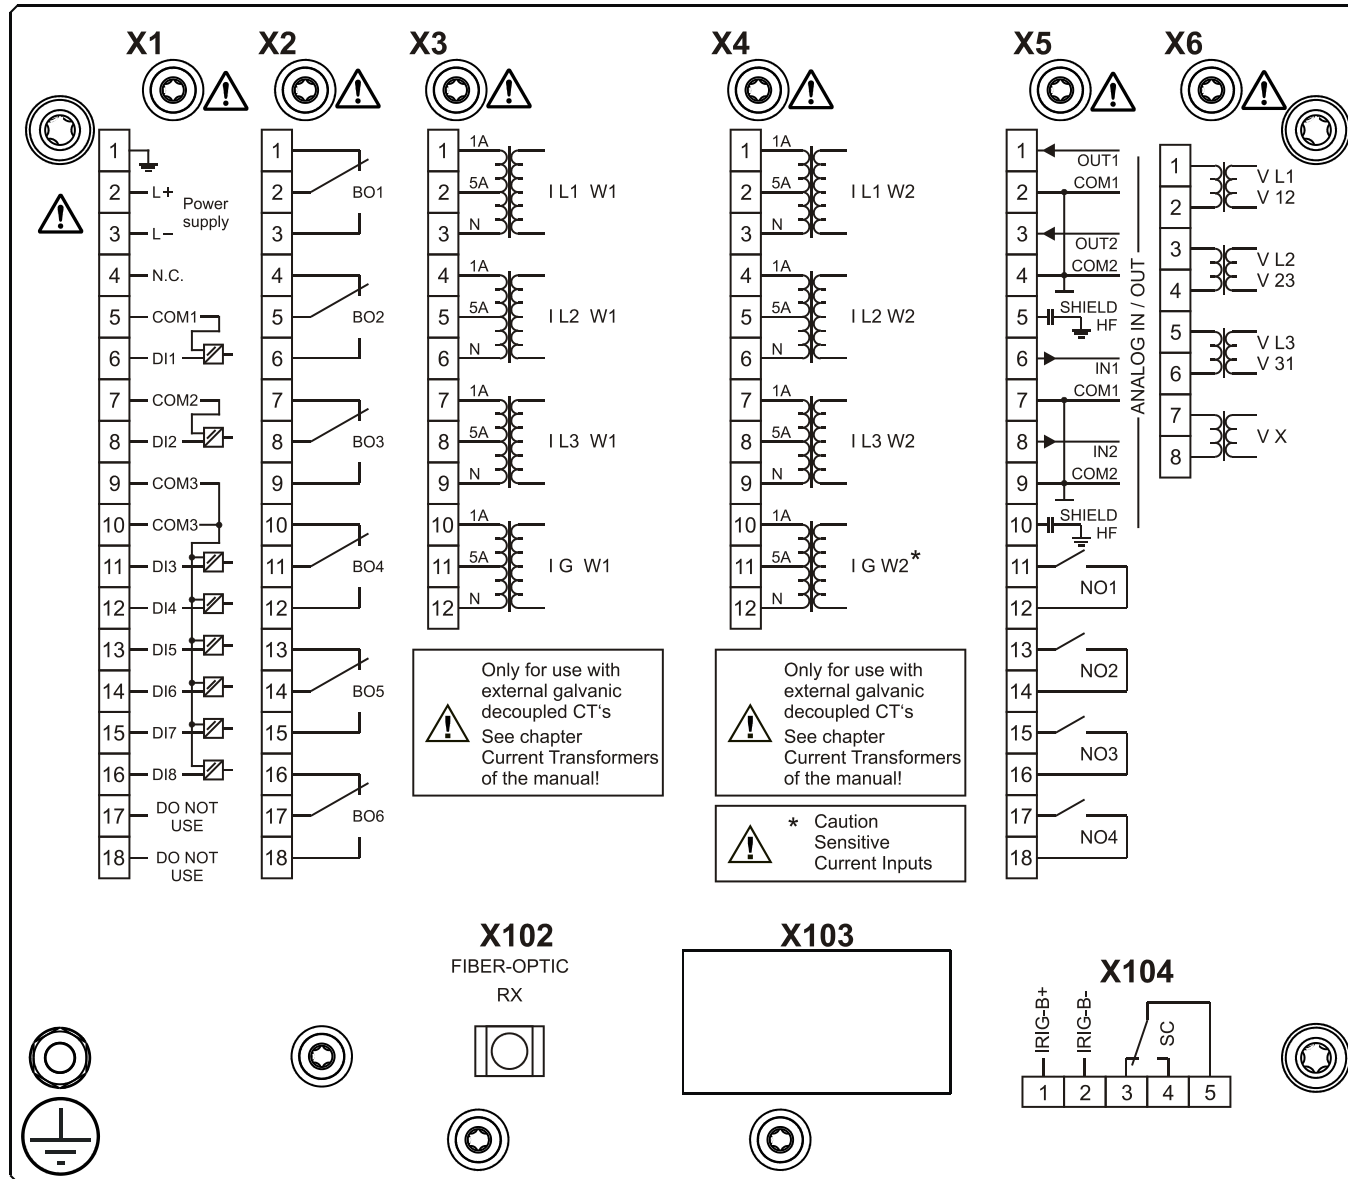 X1
1
2 L+
Power
supply
3 L−
4 N.C.
5 COM1
6 DI1
7 COM2
8 DI2
9 COM3
10 COM3
11 DI3
12 DI4
13 DI5
14 DI6
15 DI7
16 DI8
17 DO NOT
USE
18 DO NOT
USE
X2
1
2 BO1
3
4
5 BO2
6
7
8 BO3
9
10
11 BO4
12
13
14 BO5
15
16
17 BO6
18
X3
1 1A
2 5A I L1 W1
3 N
4 1A
5 5A I L2 W1
6 N
7 1A
8 5A I L3 W1
9 N
10 1A
11 5A I G W1
12 N
Only for use with
external galvanic
decoupled CT‘s
See chapter
Current Transformers
of the manual!
X4
1 1A
2 5A I L1 W2
3 N
4 1A
5 5A I L2 W2
6 N
7 1A
8 5A I L3 W2
9 N
10 1A
11 5A I G W2*
12 N
Only for use with
external galvanic
decoupled CT‘s
See chapter
Current Transformers
of the manual!
* Caution
Sensitive
Current Inputs
X5
1 OUT1
2 COM1
3 OUT2
4 COM2
5 SHIELD
HF
6 IN1
7 COM1
8 IN2
9 COM2
10 SHIELD
HF
ANALOG IN / OUT
11
NO1
12
13
NO2
14
15
NO3
16
17
NO4
18
X6
1 V L1
2 V 12
3 V L2
4 V 23
5 V L3
6 V 31
7
V X
8
X102
FIBER-OPTIC
RX
X103
X104
IRIG-B+
IRIG-B-
SC
1 2 3 4 5